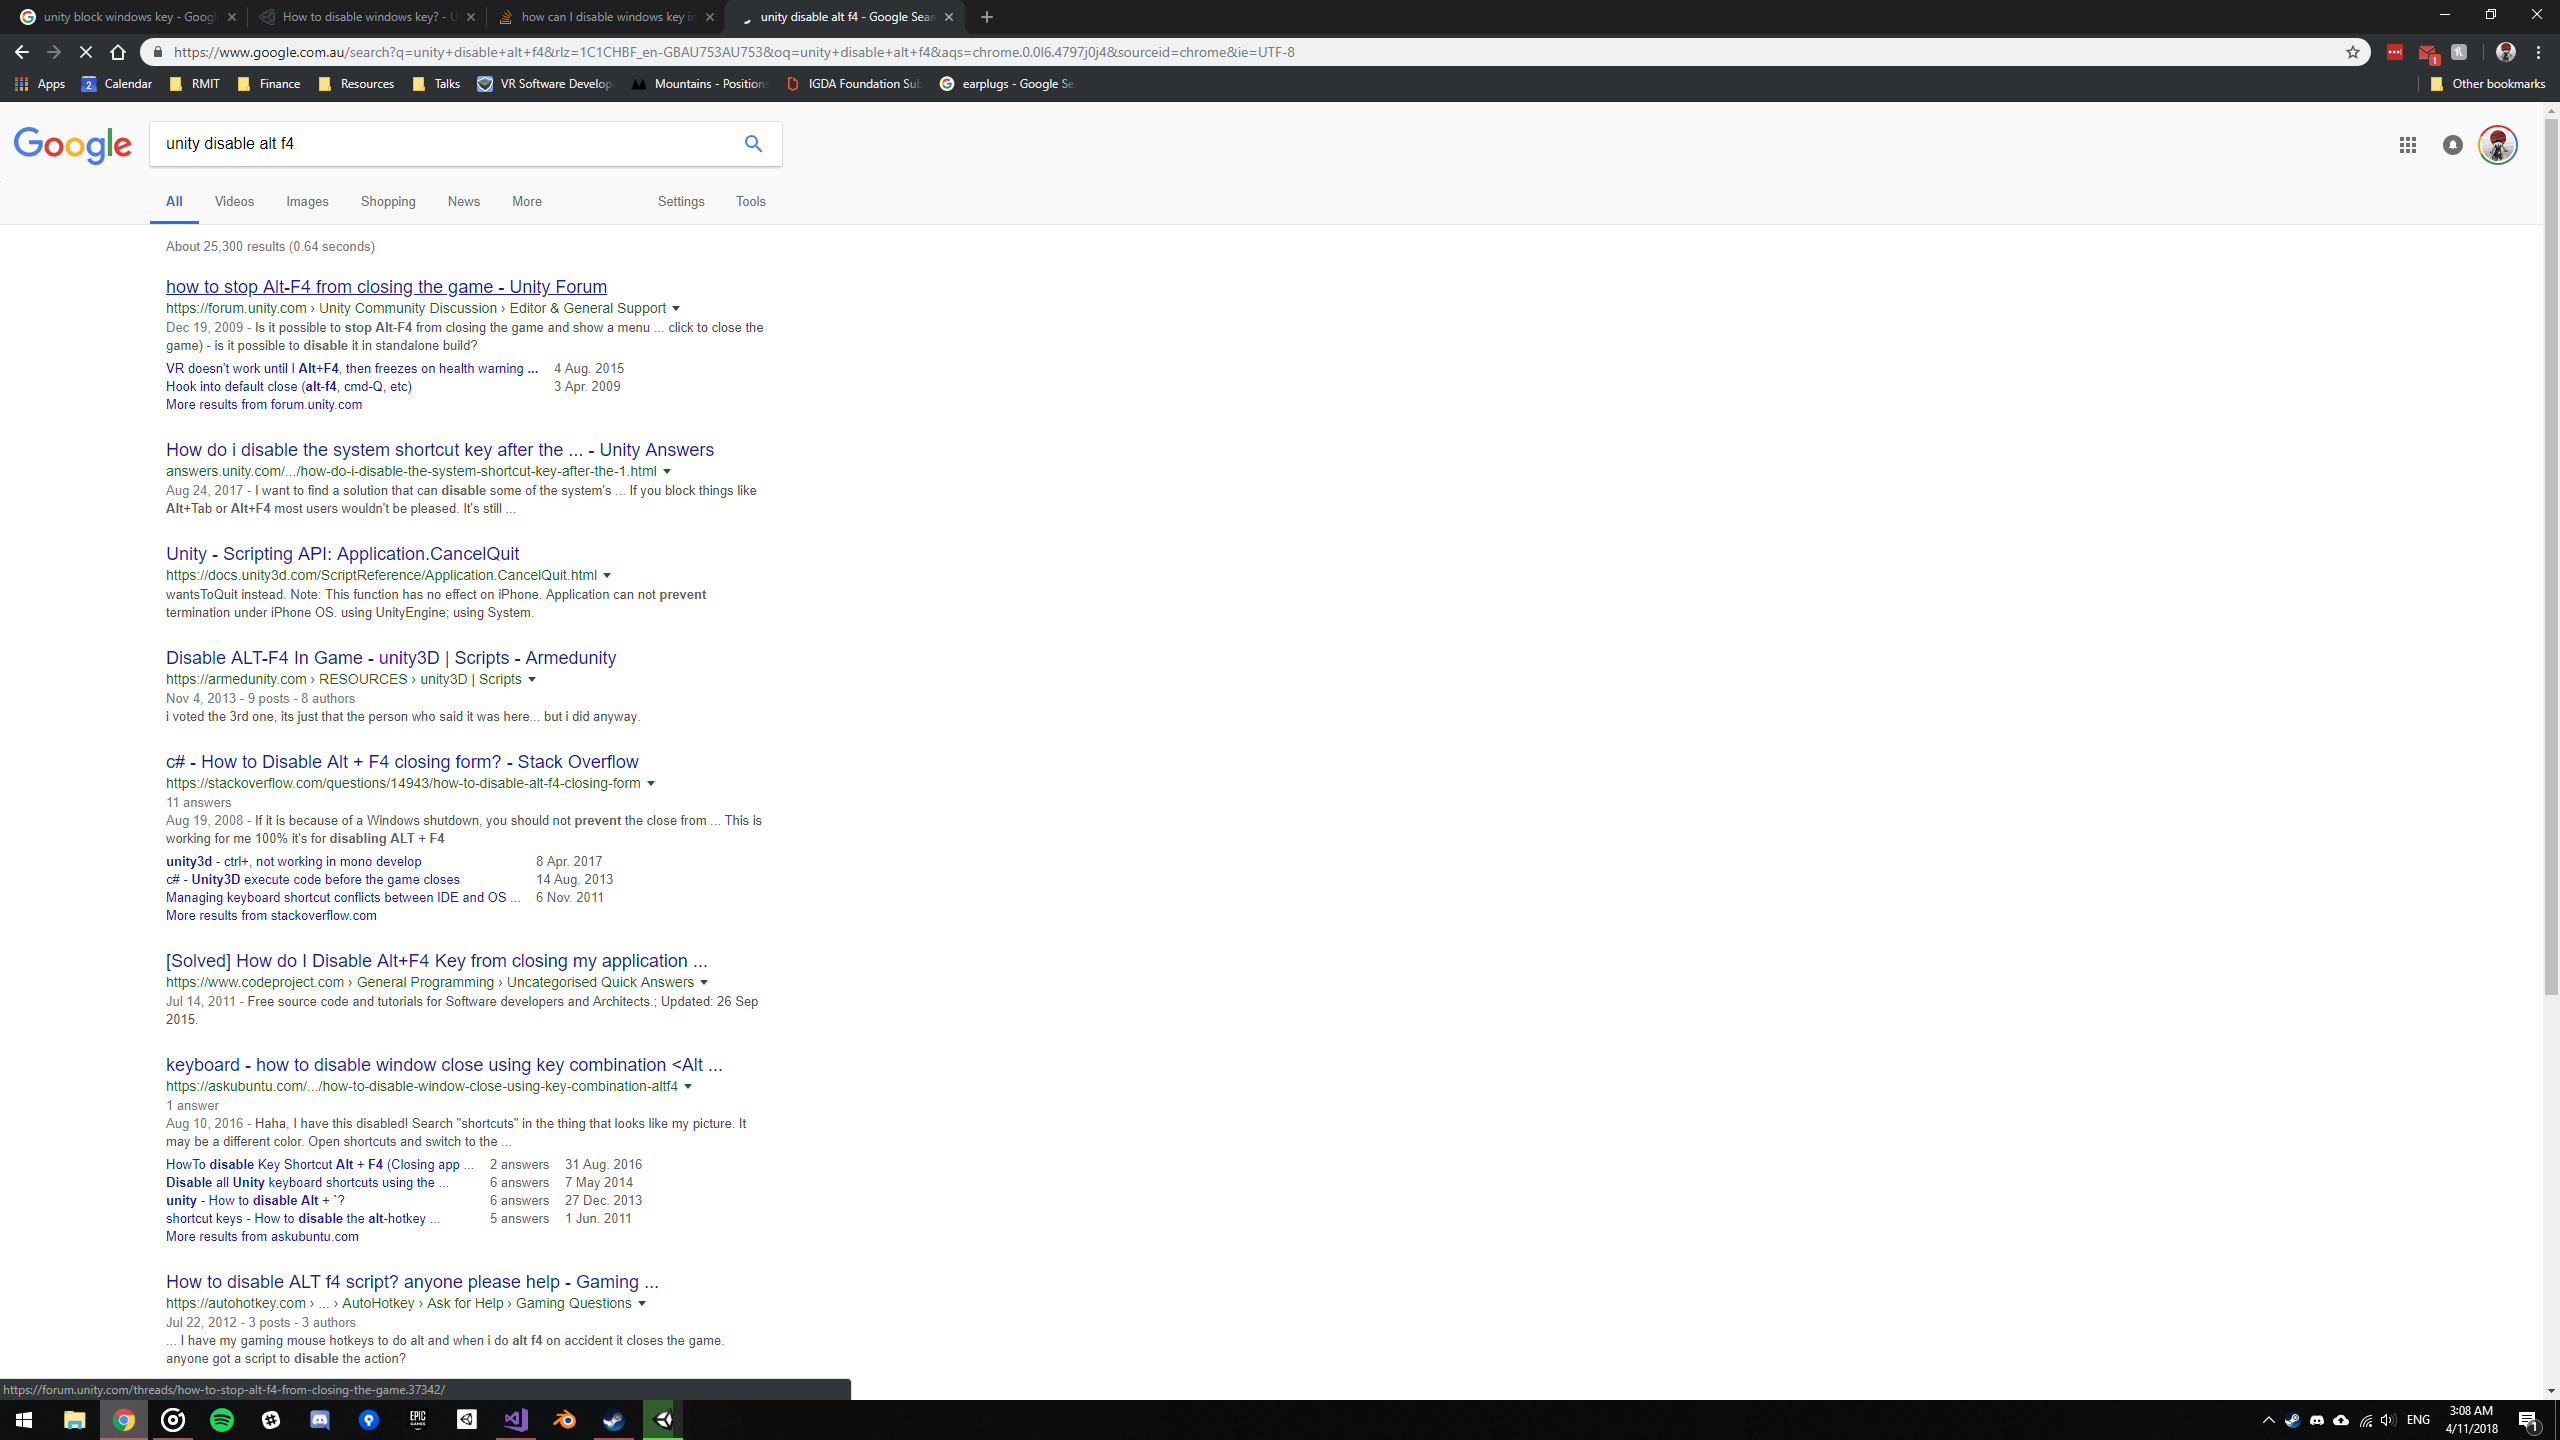 unity block windows key - Googl
How to disable windows key? - U
how can I disable windows key in
unity disable alt f4 - Google Sear
https://www.google.com.au/search?q=unity+disable+alt+f4&rlz=1C1CHBF_en-GBAU753AU753&oq=unity+disable+alt+f4&aqs=chrome.0.0l6.4797j0j4&sourceid=chrome&ie=UTF-8
1
Apps
2
Calendar
RMIT
Finance
Resources
Talks
VR Software Develop
Mountains - Positions
IGDA Foundation Sub
earplugs - Google Se
Other bookmarks
Google
unity disable alt f4
All
Videos
Images
Shopping
News
More
Settings
Tools
About 25,300 results (0.64 seconds)
how to stop Alt-F4 from closing the game - Unity Forum
https://forum.unity.com › Unity Community Discussion › Editor & General Support
Dec 19, 2009 - Is it possible to stop Alt-F4 from closing the game and show a menu ... click to close the
game) - is it possible to disable it in standalone build?
VR doesn't work until I Alt+F4, then freezes on health warning ... 4 Aug. 2015
Hook into default close (alt-f4, cmd-Q, etc) 3 Apr. 2009
More results from forum.unity.com
How do i disable the system shortcut key after the ... - Unity Answers
answers.unity.com/.../how-do-i-disable-the-system-shortcut-key-after-the-1.html
Aug 24, 2017 - I want to find a solution that can disable some of the system's ... If you block things like
Alt+Tab or Alt+F4 most users wouldn't be pleased. It's still ...
Unity - Scripting API: Application.CancelQuit
https://docs.unity3d.com/ScriptReference/Application.CancelQuit.html
wantsToQuit instead. Note: This function has no effect on iPhone. Application can not prevent
termination under iPhone OS. using UnityEngine; using System.
Disable ALT-F4 In Game - unity3D | Scripts - Armedunity
https://armedunity.com › RESOURCES › unity3D | Scripts
Nov 4, 2013 - 9 posts - 8 authors
i voted the 3rd one, its just that the person who said it was here... but i did anyway.
c# - How to Disable Alt + F4 closing form? - Stack Overflow
https://stackoverflow.com/questions/14943/how-to-disable-alt-f4-closing-form
11 answers
Aug 19, 2008 - If it is because of a Windows shutdown, you should not prevent the close from ... This is
working for me 100% it's for disabling ALT + F4
unity3d - ctrl+, not working in mono develop 8 Apr. 2017
c# - Unity3D execute code before the game closes 14 Aug. 2013
Managing keyboard shortcut conflicts between IDE and OS ... 6 Nov. 2011
More results from stackoverflow.com
[Solved] How do I Disable Alt+F4 Key from closing my application ...
https://www.codeproject.com › General Programming › Uncategorised Quick Answers
Jul 14, 2011 - Free source code and tutorials for Software developers and Architects.; Updated: 26 Sep
2015.
keyboard - how to disable window close using key combination <Alt ...
https://askubuntu.com/.../how-to-disable-window-close-using-key-combination-altf4
1 answer
Aug 10, 2016 - Haha, I have this disabled! Search "shortcuts" in the thing that looks like my picture. It
may be a different color. Open shortcuts and switch to the ...
HowTo disable Key Shortcut Alt + F4 (Closing app ... 2 answers 31 Aug. 2016
Disable all Unity keyboard shortcuts using the ... 6 answers 7 May 2014
unity - How to disable Alt + `? 6 answers 27 Dec. 2013
shortcut keys - How to disable the alt-hotkey ... 5 answers 1 Jun. 2011
More results from askubuntu.com
How to disable ALT f4 script? anyone please help - Gaming ...
https://autohotkey.com › ... › AutoHotkey › Ask for Help › Gaming Questions
Jul 22, 2012 - 3 posts - 3 authors
... I have my gaming mouse hotkeys to do alt and when i do alt f4 on accident it closes the game.
anyone got a script to disable the action?
https://forum.unity.com/threads/how-to-stop-alt-f4-from-closing-the-game.37342/
EPIC
GAMES
ENG
3:08 AM
4/11/2018
1